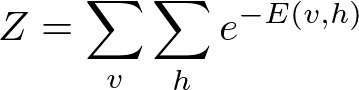 Z = \sum_{v} \sum_{h} e^{-E(v,h)}